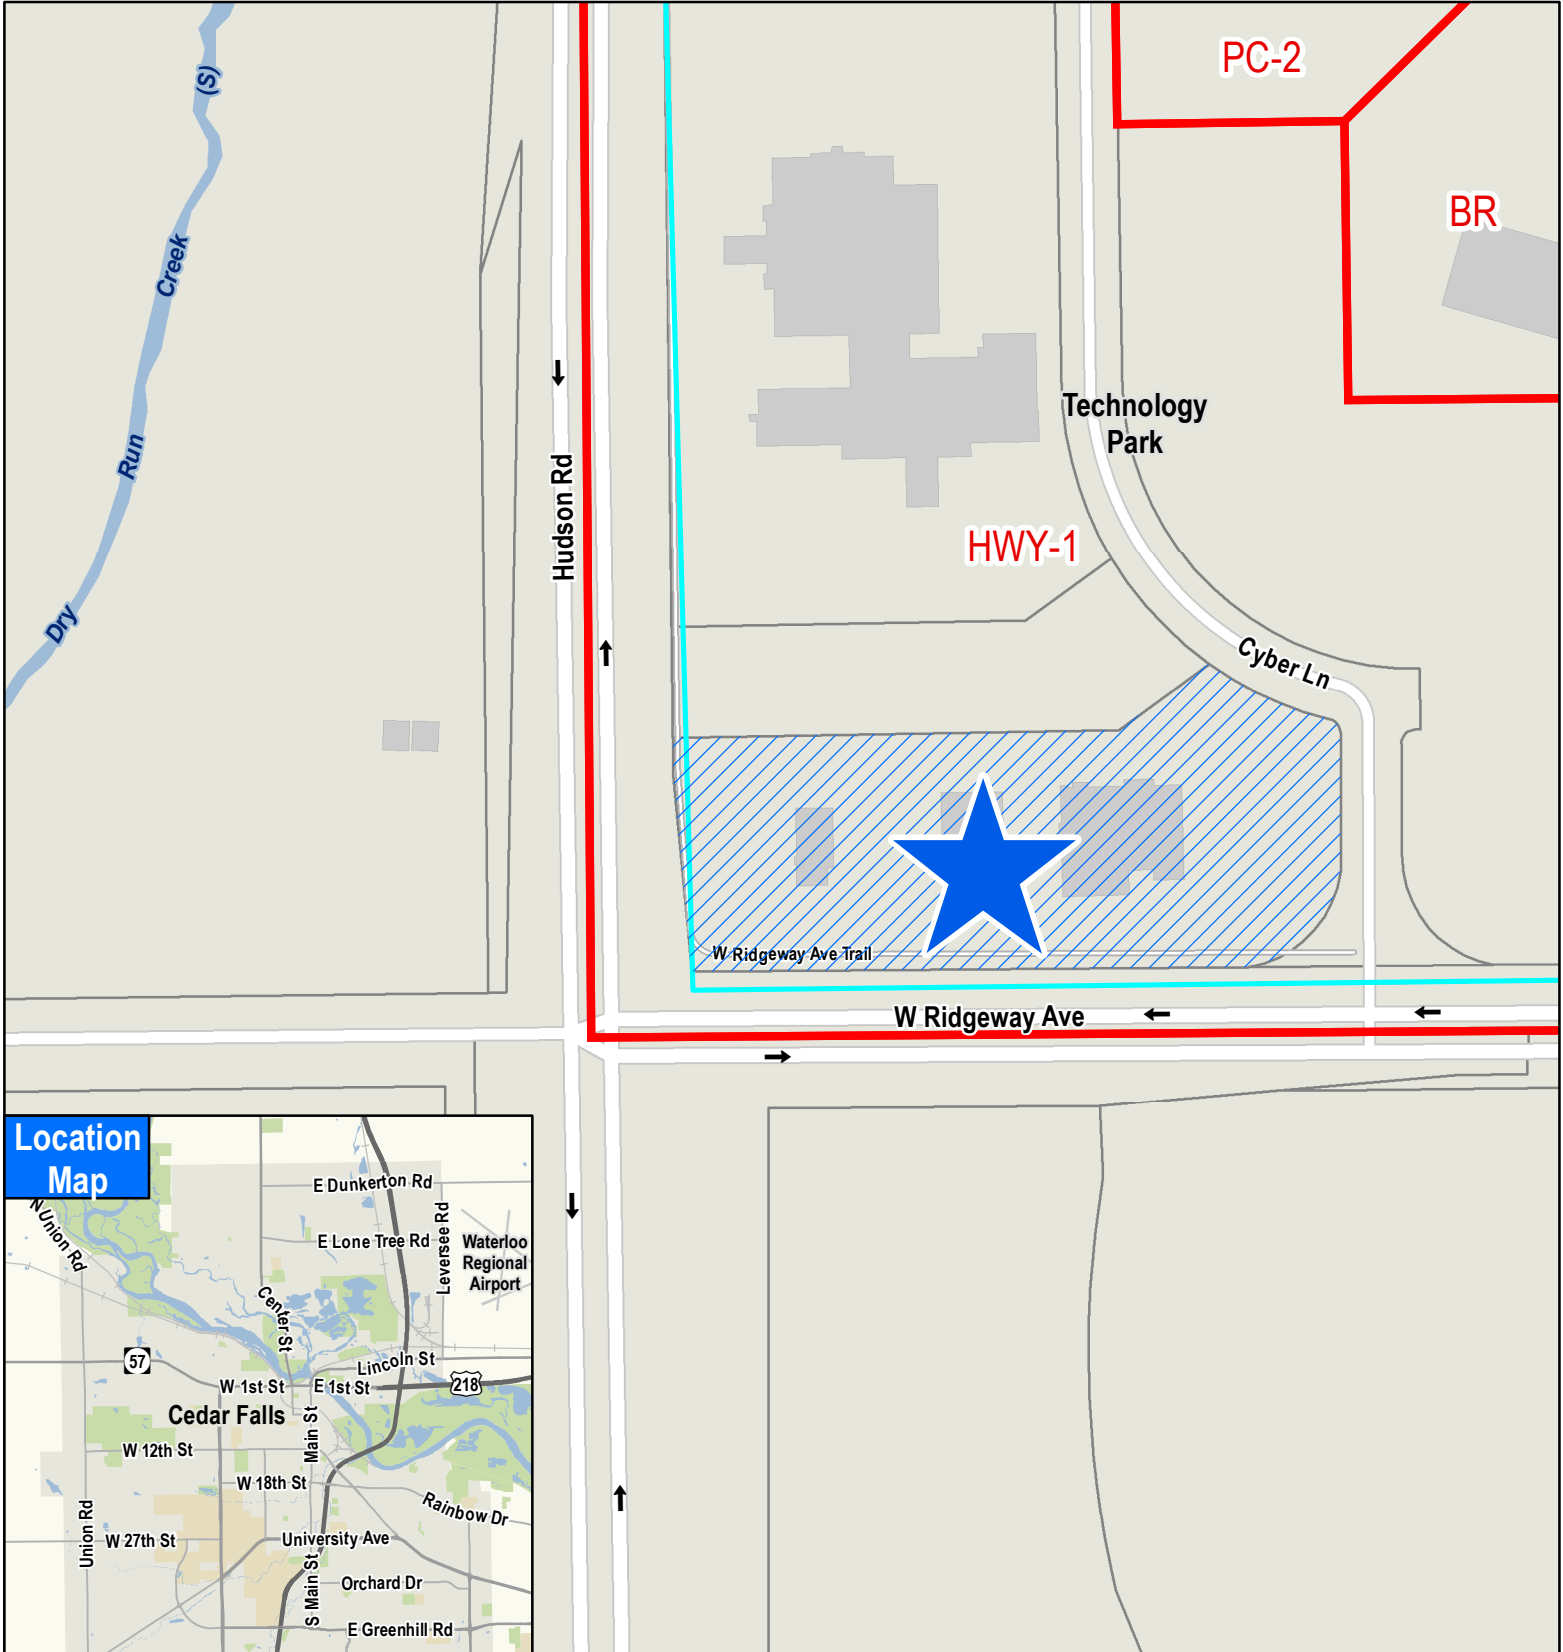 PC-2
(S)
BR
Creek
Technology
Park
Run
Hudson Rd
HWY-1
Dry
Cyber Ln
W Ridgeway Ave Trail
W Ridgeway Ave
Location
Map
E Dunkerton Rd
N Union Rd
Leversee Rd
E Lone Tree Rd
Waterloo
Regional
Airport
Center St
57
Lincoln St
W 1st St
E 1st St
218
Cedar Falls
Main St
W 12th St
W 18th St
Rainbow Dr
Union Rd
W 27th St
University Ave
S Main St
Orchard Dr
E Greenhill Rd